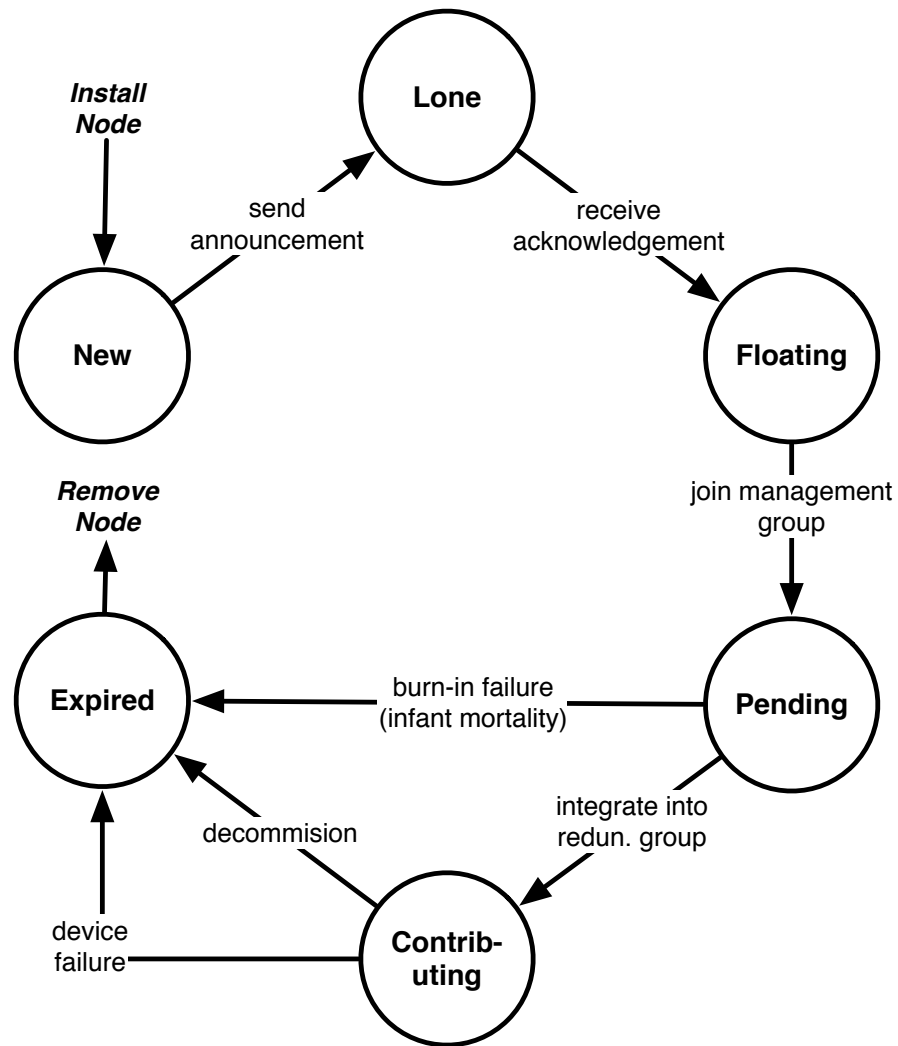 Lone
Install
Node
send
announcement
receive
acknowledgement
New
Floating
Remove
Node
join management
group
Expired
burn-in failure
(infant mortality)
Pending
integrate into
redun. group
decommision
device
failure
Contrib-
uting